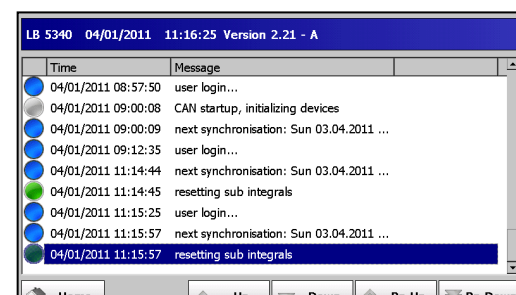 LB 5340 04/01/2011 11:16:25 Version 2.21 - A
Time Message
04/01/2011 08:57:50 user login...
04/01/2011 09:00:08 CAN startup, initializing devices
04/01/2011 09:00:09 next synchronisation: Sun 03.04.2011 ...
04/01/2011 09:12:35 user login...
04/01/2011 11:14:44 next synchronisation: Sun 03.04.2011 ...
04/01/2011 11:14:45 resetting sub integrals
04/01/2011 11:15:25 user login...
04/01/2011 11:15:57 next synchronisation: Sun 03.04.2011 ...
04/01/2011 11:15:57 resetting sub integrals